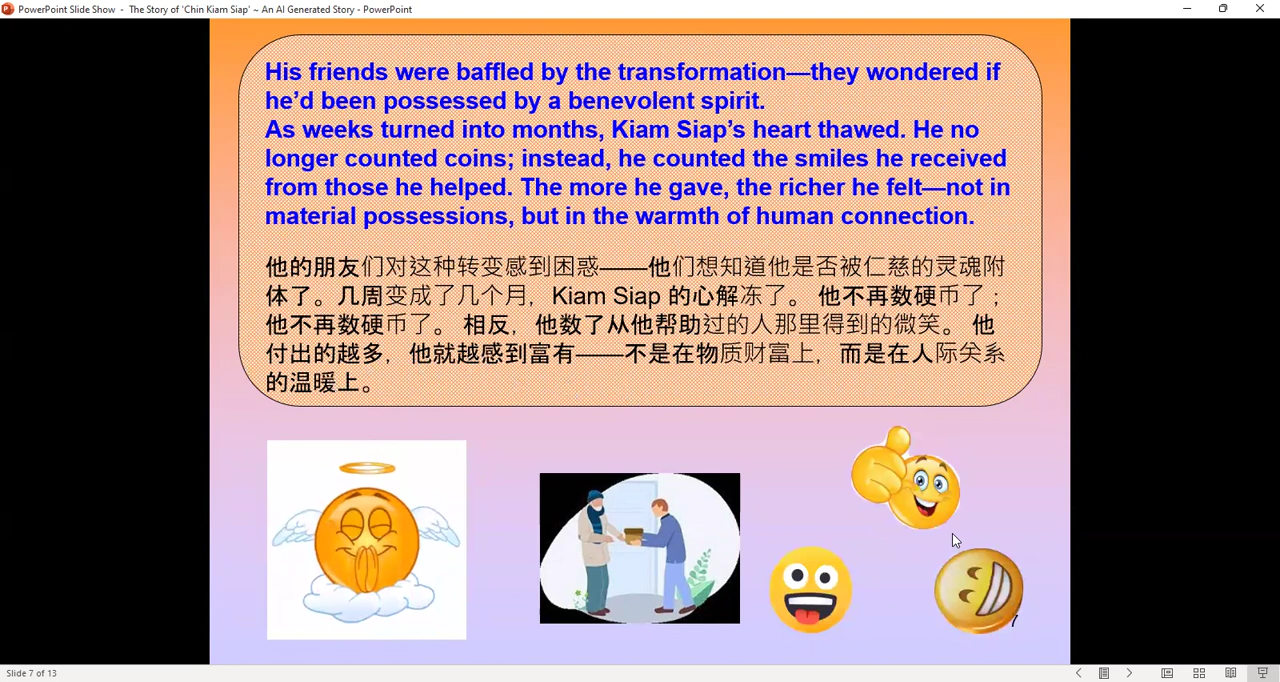 PowerPoint Slide Show - The Story of 'Chin Kiam Siap' ~ An AI Generated Story - PowerPoint
His friends were baffled by the transformation—they wondered if
he’d been possessed by a benevolent spirit.
As weeks turned into months, Kiam Siap’s heart thawed. He no
longer counted coins; instead, he counted the smiles he received
from those he helped. The more he gave, the richer he felt—not in
material possessions, but in the warmth of human connection.
他的朋友们对这种转变感到困惑——他们想知道他是否被仁慈的灵魂附
体了。几周变成了几个月，Kiam Siap 的心解冻了。 他不再数硬币了；
他不再数硬币了。 相反，他数了从他帮助过的人那里得到的微笑。 他
付出的越多，他就越感到富有——不是在物质财富上，而是在人际关系
的温暖上。
7
Slide 7 of 13